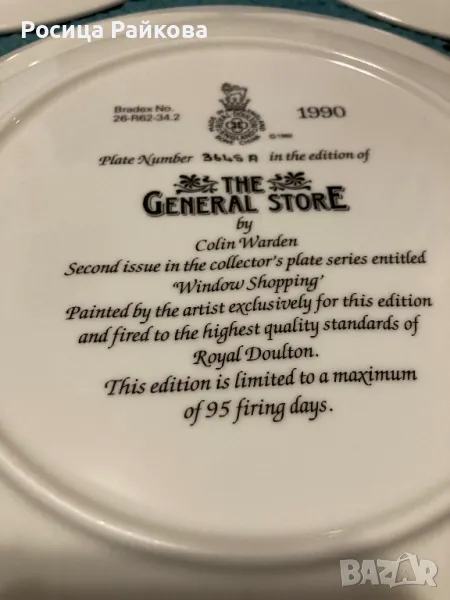 Росица Райкова
Bradex No.
26-R62-34.2
1990
© 1990
Plate Number 3645A in the edition of
THE
GENERAL STORE
by
Colin Warden
Second issue in the collector's plate series entitled
'Window Shopping'
Painted by the artist exclusively for this edition
and fired to the highest quality standards of
Royal Doulton.
This edition is limited to a maximum
of 95 firing days.
BAZAR